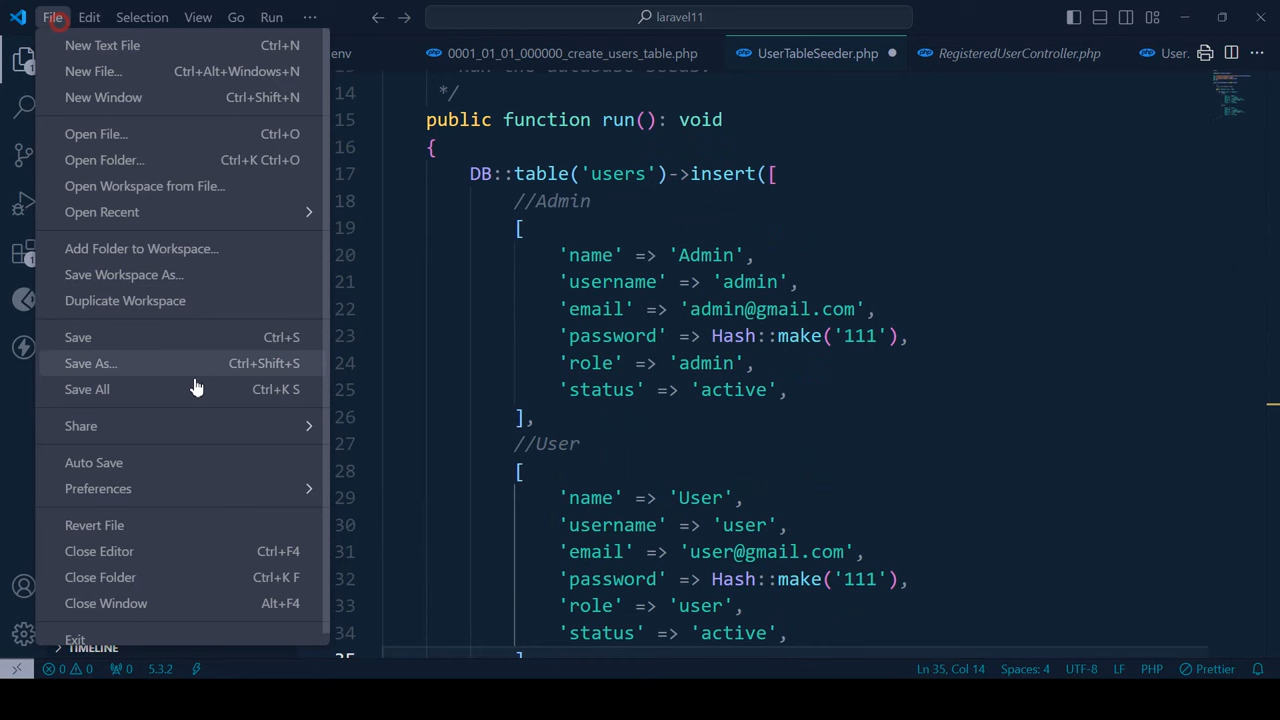 File Edit Selection View Go Run ···
laravel11
New Text File Ctrl+N
New File... Ctrl+Alt+Windows+N
New Window Ctrl+Shift+N
Open File... Ctrl+O
Open Folder... Ctrl+K Ctrl+O
Open Workspace from File...
Open Recent
Add Folder to Workspace...
Save Workspace As...
Duplicate Workspace
Save Ctrl+S
Save As... Ctrl+Shift+S
Save All Ctrl+K S
Share
Auto Save
Preferences
Revert File
Close Editor Ctrl+F4
Close Folder Ctrl+K F
Close Window Alt+F4
Exit
TIMELINE
env 0001_01_01_000000_create_users_table.php UserTableSeeder.php RegisteredUserController.php User.
Run the database seeds.
14 */
15 public function run(): void
16 {
17 DB::table('users')->insert([
18 //Admin
19 [
20 'name' => 'Admin',
21 'username' => 'admin',
22 'email' => 'admin@gmail.com',
23 'password' => Hash::make('111'),
24 'role' => 'admin',
25 'status' => 'active',
26 ],
27 //User
28 [
29 'name' => 'User',
30 'username' => 'user',
31 'email' => 'user@gmail.com',
32 'password' => Hash::make('111'),
33 'role' => 'user',
34 'status' => 'active',
35 ]
0 0 0 5.3.2 Ln 35, Col 14 Spaces: 4 UTF-8 LF PHP Prettier